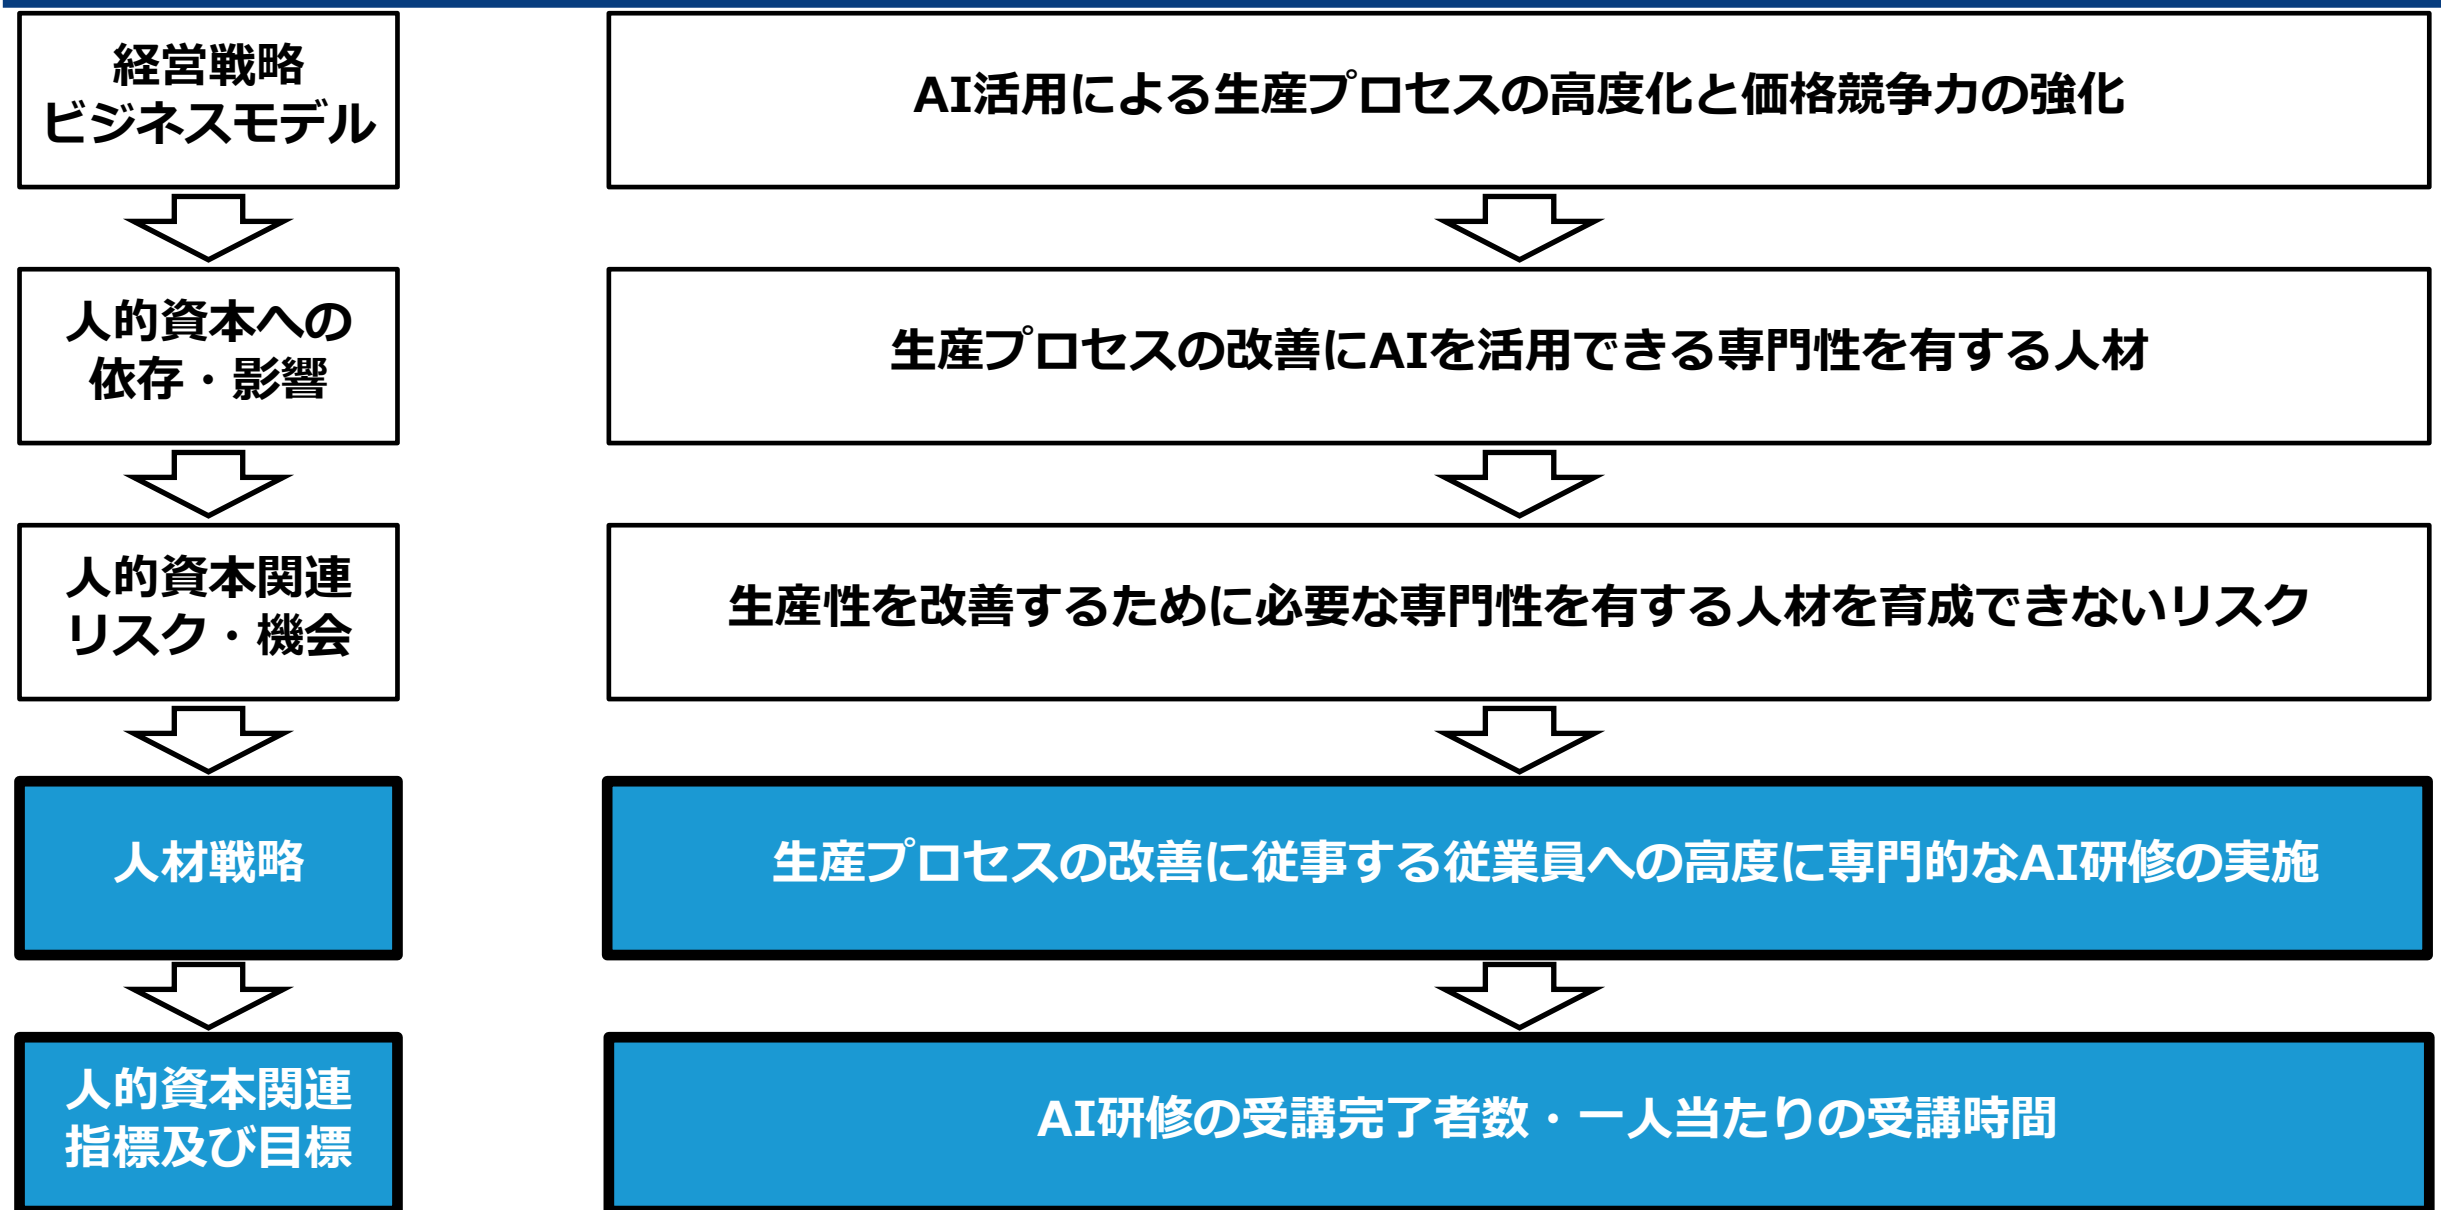 経営戦略
ビジネスモデル
AI活用による生産プロセスの高度化と価格競争力の強化
人的資本への
依存・影響
生産プロセスの改善にAIを活用できる専門性を有する人材
人的資本関連
リスク・機会
生産性を改善するために必要な専門性を有する人材を育成できないリスク
人材戦略
生産プロセスの改善に従事する従業員への高度に専門的なAI研修の実施
人的資本関連
指標及び目標
AI研修の受講完了者数・一人当たりの受講時間